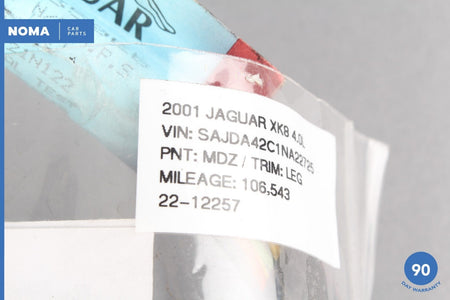 NOMA CAR PARTS
UAR
2001 JAGUAR XK8 4.0L
VIN: SAJDA42C1NA22725
PNT: MDZ / TRIM: LEG
MILEAGE: 106,543
22-12257
90
DAY WARRANTY